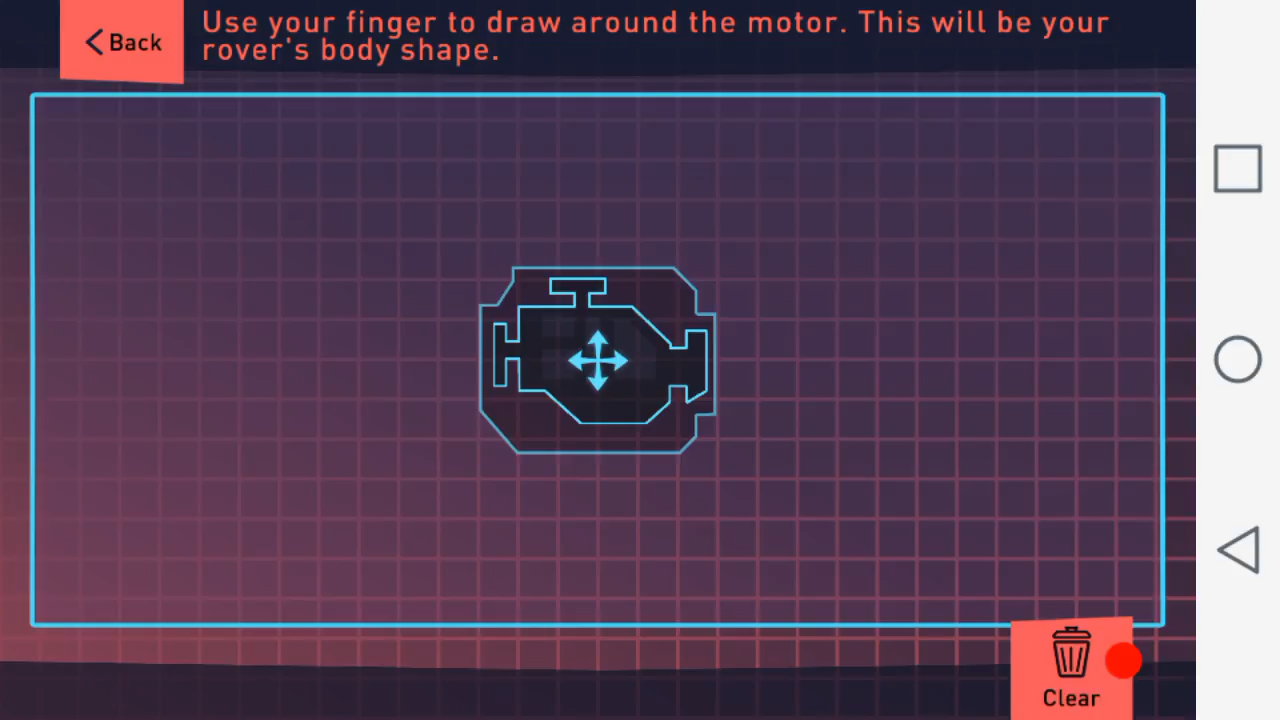 Back
Use your finger to draw around the motor. This will be your
rover's body shape.
Clear